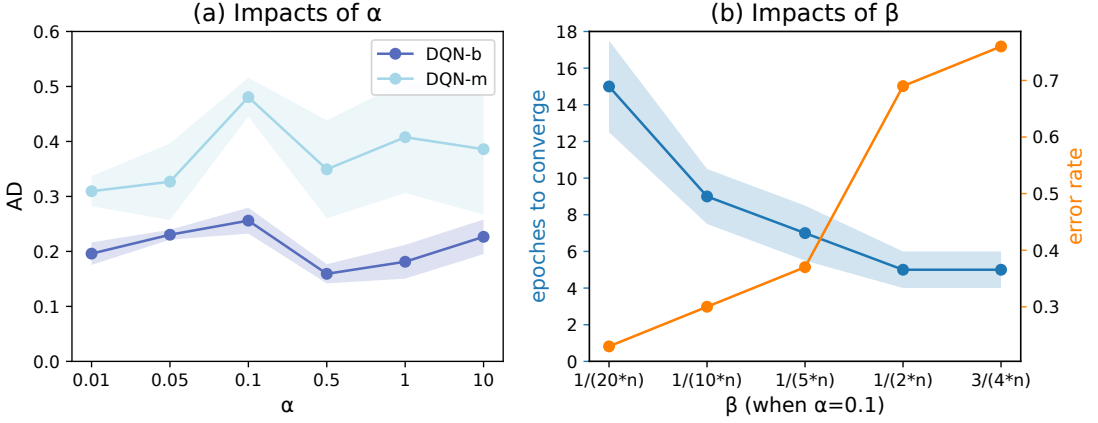 (a) Impacts of α
0.6
0.5
0.4
0.3
0.2
0.1
0.0
AD
DQN-b
DQN-m
0.01 0.05 0.1 0.5 1 10
α
(b) Impacts of β
18
16
14
12
10
8
6
4
2
0
epoches to converge
0.7
0.6
0.5
0.4
0.3
error rate
1/(20*n) 1/(10*n) 1/(5*n) 1/(2*n) 3/(4*n)
β (when α=0.1)